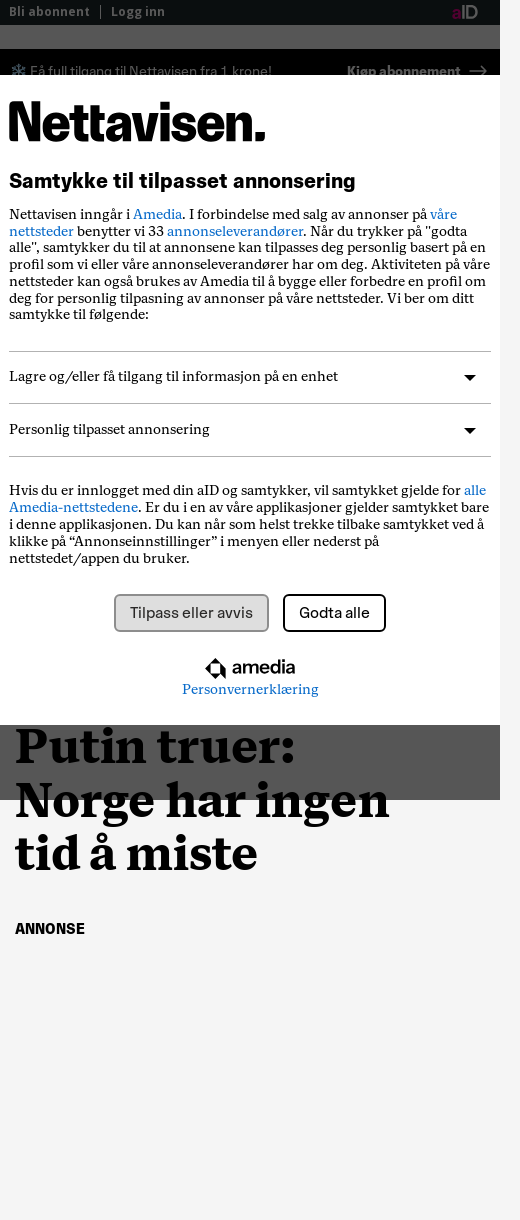 Bli abonnent | Logg inn
aID
Få full tilgang til Nettavisen fra 1 krone!
Kjøp abonnement
Nettavisen.
Samtykke til tilpasset annonsering
Nettavisen inngår i Amedia. I forbindelse med salg av annonser på våre
nettsteder benytter vi 33 annonseleverandører. Når du trykker på "godta
alle", samtykker du til at annonsene kan tilpasses deg personlig basert på en
profil som vi eller våre annonseleverandører har om deg. Aktiviteten på våre
nettsteder kan også brukes av Amedia til å bygge eller forbedre en profil om
deg for personlig tilpasning av annonser på våre nettsteder. Vi ber om ditt
samtykke til følgende:
Lagre og/eller få tilgang til informasjon på en enhet
Personlig tilpasset annonsering
Hvis du er innlogget med din aID og samtykker, vil samtykket gjelde for alle
Amedia-nettstedene. Er du i en av våre applikasjoner gjelder samtykket bare
i denne applikasjonen. Du kan når som helst trekke tilbake samtykket ved å
klikke på “Annonseinnstillinger” i menyen eller nederst på
nettstedet/appen du bruker.
Tilpass eller avvis
Godta alle
amedia
Personvernerklæring
Putin truer:
Norge har ingen
tid å miste
ANNONSE